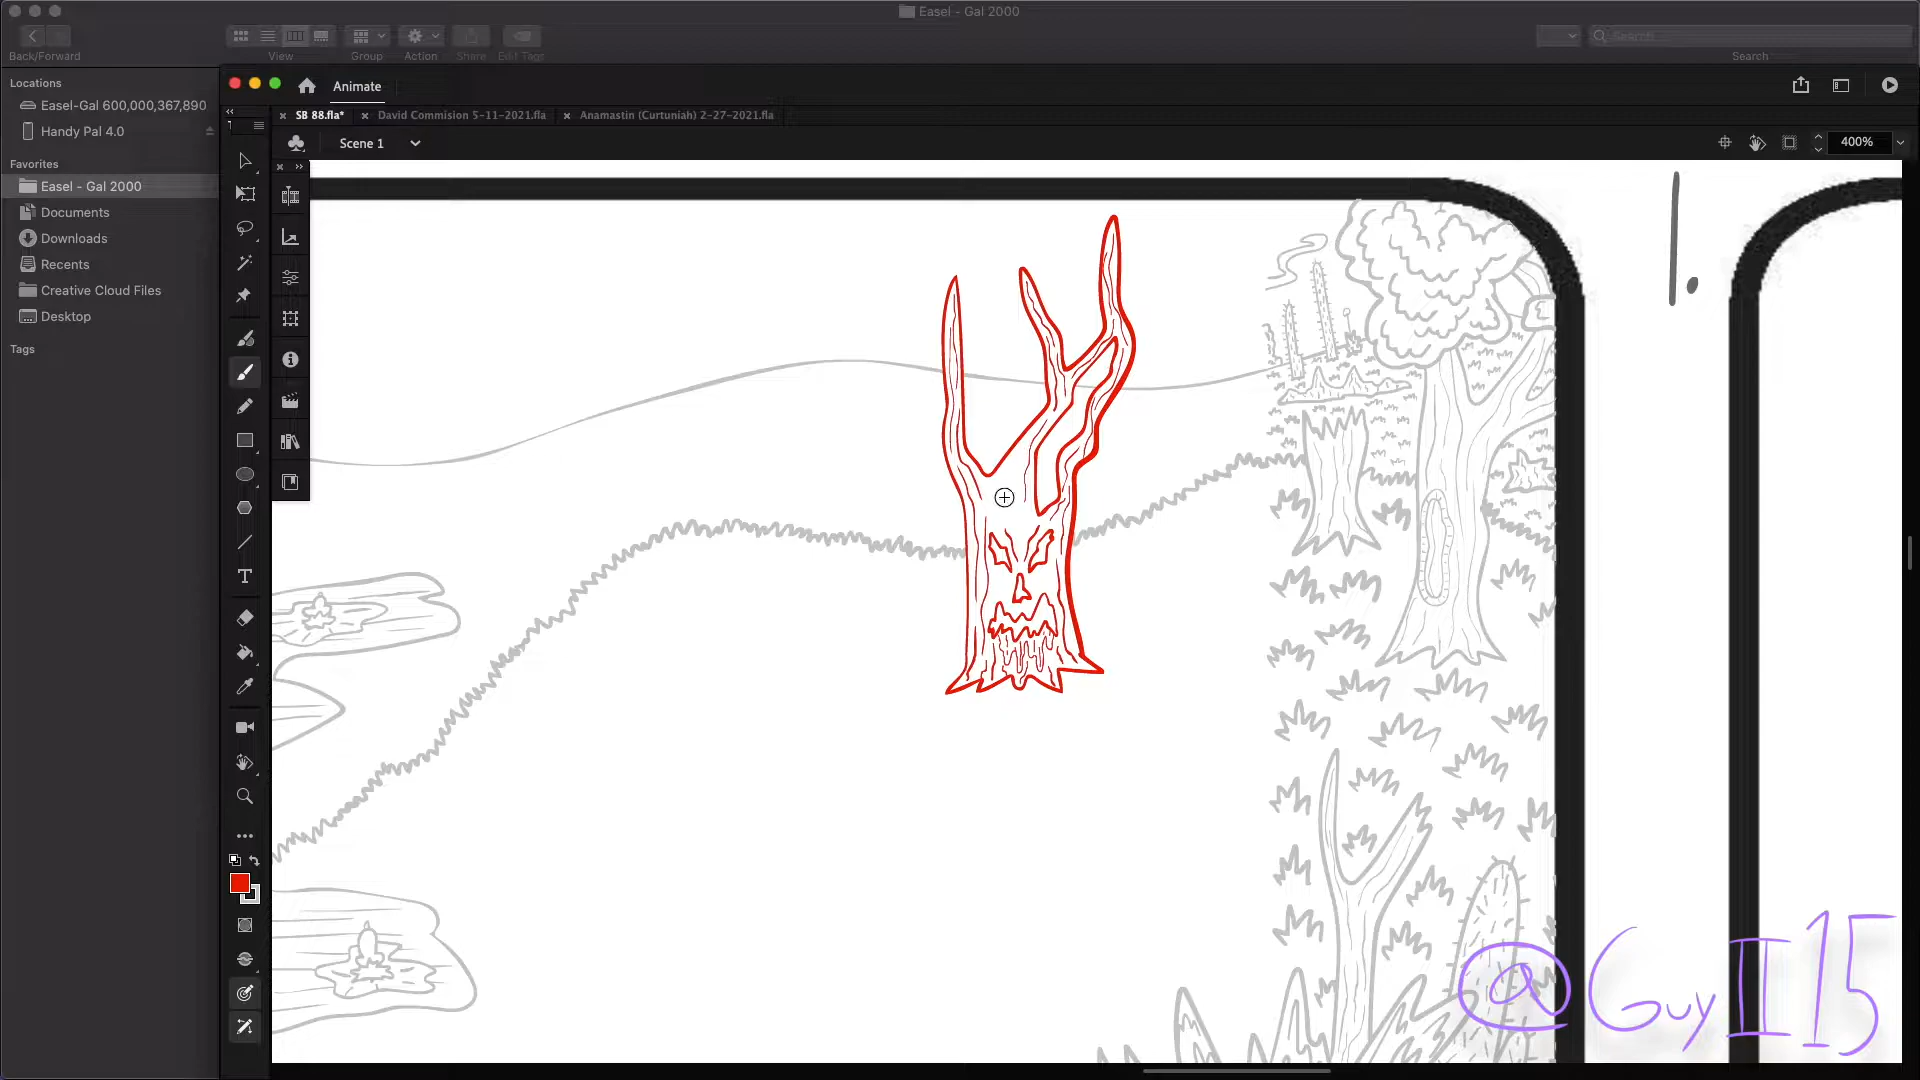 Easel - Gal 2000
Back/Forward
View
Group
Action
Share
Edit Tags
Search
Search
Locations
Easel-Gal 600,000,367,890
Handy Pal 4.0
Favorites
Easel - Gal 2000
Documents
Downloads
Recents
Creative Cloud Files
Desktop
Tags
Animate
SB 88.fla*
David Commision 5-11-2021.fla
Anamastin (Curtuniah) 2-27-2021.fla
Scene 1
400%
1.
@GuyII15